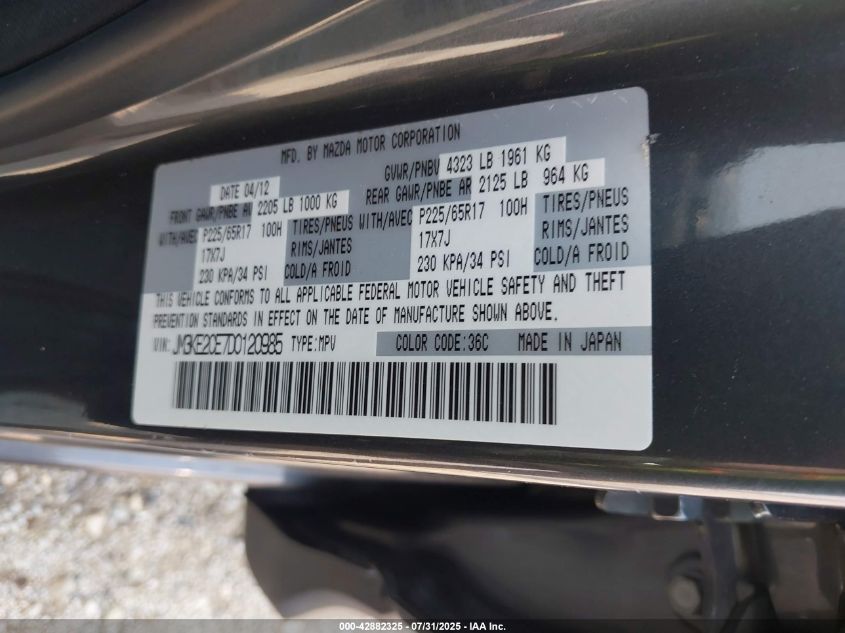 MFD. BY MAZDA MOTOR CORPORATION
DATE 04/12 GVWR/PNBV 4323 LB 1961 KG
FRONT GAWR/PNBE AV 2205 LB 1000 KG REAR GAWR/PNBE AR 2125 LB 964 KG
WITH/AVEC P225/65R17 100H TIRES/PNEUS WITH/AVEC P225/65R17 100H TIRES/PNEUS
17X7J RIMS/JANTES 17X7J RIMS/JANTES
230 KPA/34 PSI COLD/A FROID 230 KPA/34 PSI COLD/A FROID
THIS VEHICLE CONFORMS TO ALL APPLICABLE FEDERAL MOTOR VEHICLE SAFETY AND THEFT
PREVENTION STANDARDS IN EFFECT ON THE DATE OF MANUFACTURE SHOWN ABOVE.
VIN: JM3KE2CE7D0120985 TYPE:MPV COLOR CODE:36C MADE IN JAPAN
000-42882325 - 07/31/2025 - IAA Inc.